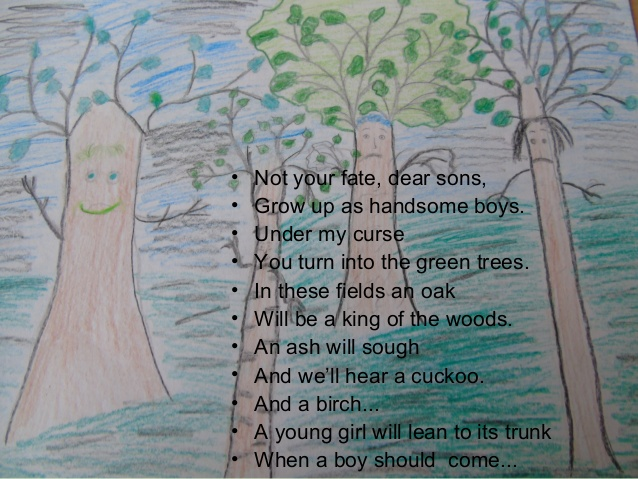 • Not your fate, dear sons,
• Grow up as handsome boys.
• Under my curse
• You turn into the green trees.
• In these fields an oak
• Will be a king of the woods.
• An ash will sough
• And we’ll hear a cuckoo.
• And a birch...
• A young girl will lean to its trunk
• When a boy should  come...